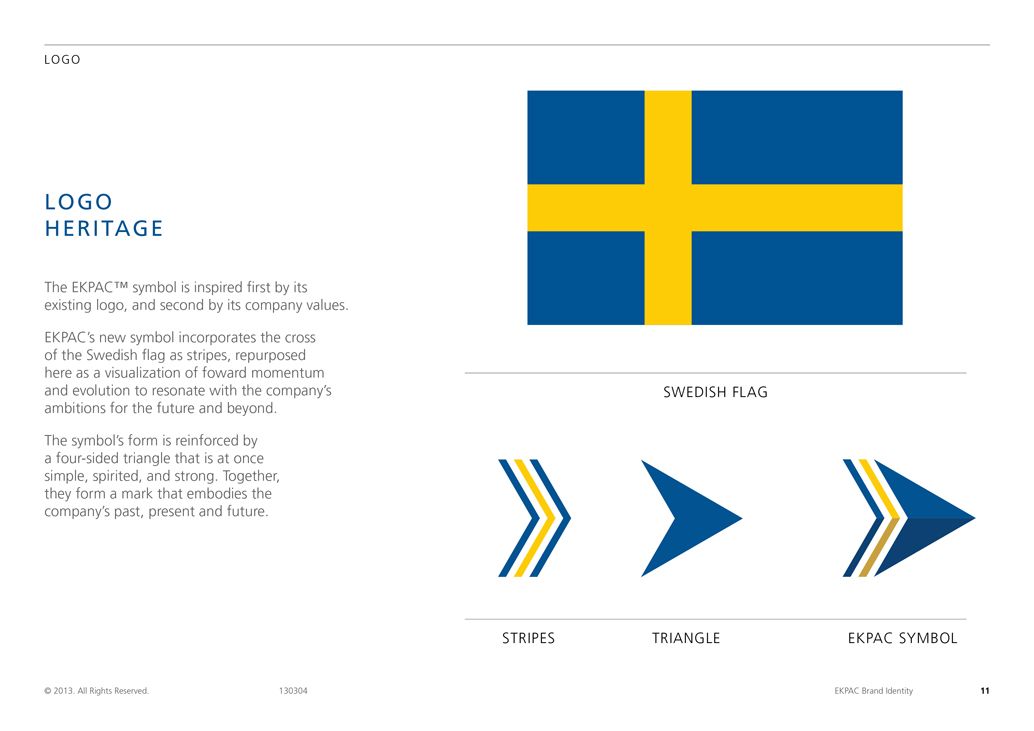 LOGO
LOGO
HERITAGE
The EKPAC™ symbol is inspired first by its
existing logo, and second by its company values.
EKPAC’s new symbol incorporates the cross
of the Swedish flag as stripes, repurposed
here as a visualization of foward momentum
and evolution to resonate with the company’s
ambitions for the future and beyond.
The symbol’s form is reinforced by
a four-sided triangle that is at once
simple, spirited, and strong. Together,
they form a mark that embodies the
company’s past, present and future.
SWEDISH FLAG
STRIPES
TRIANGLE
EKPAC SYMBOL
© 2013. All Rights Reserved.
130304
EKPAC Brand Identity
11